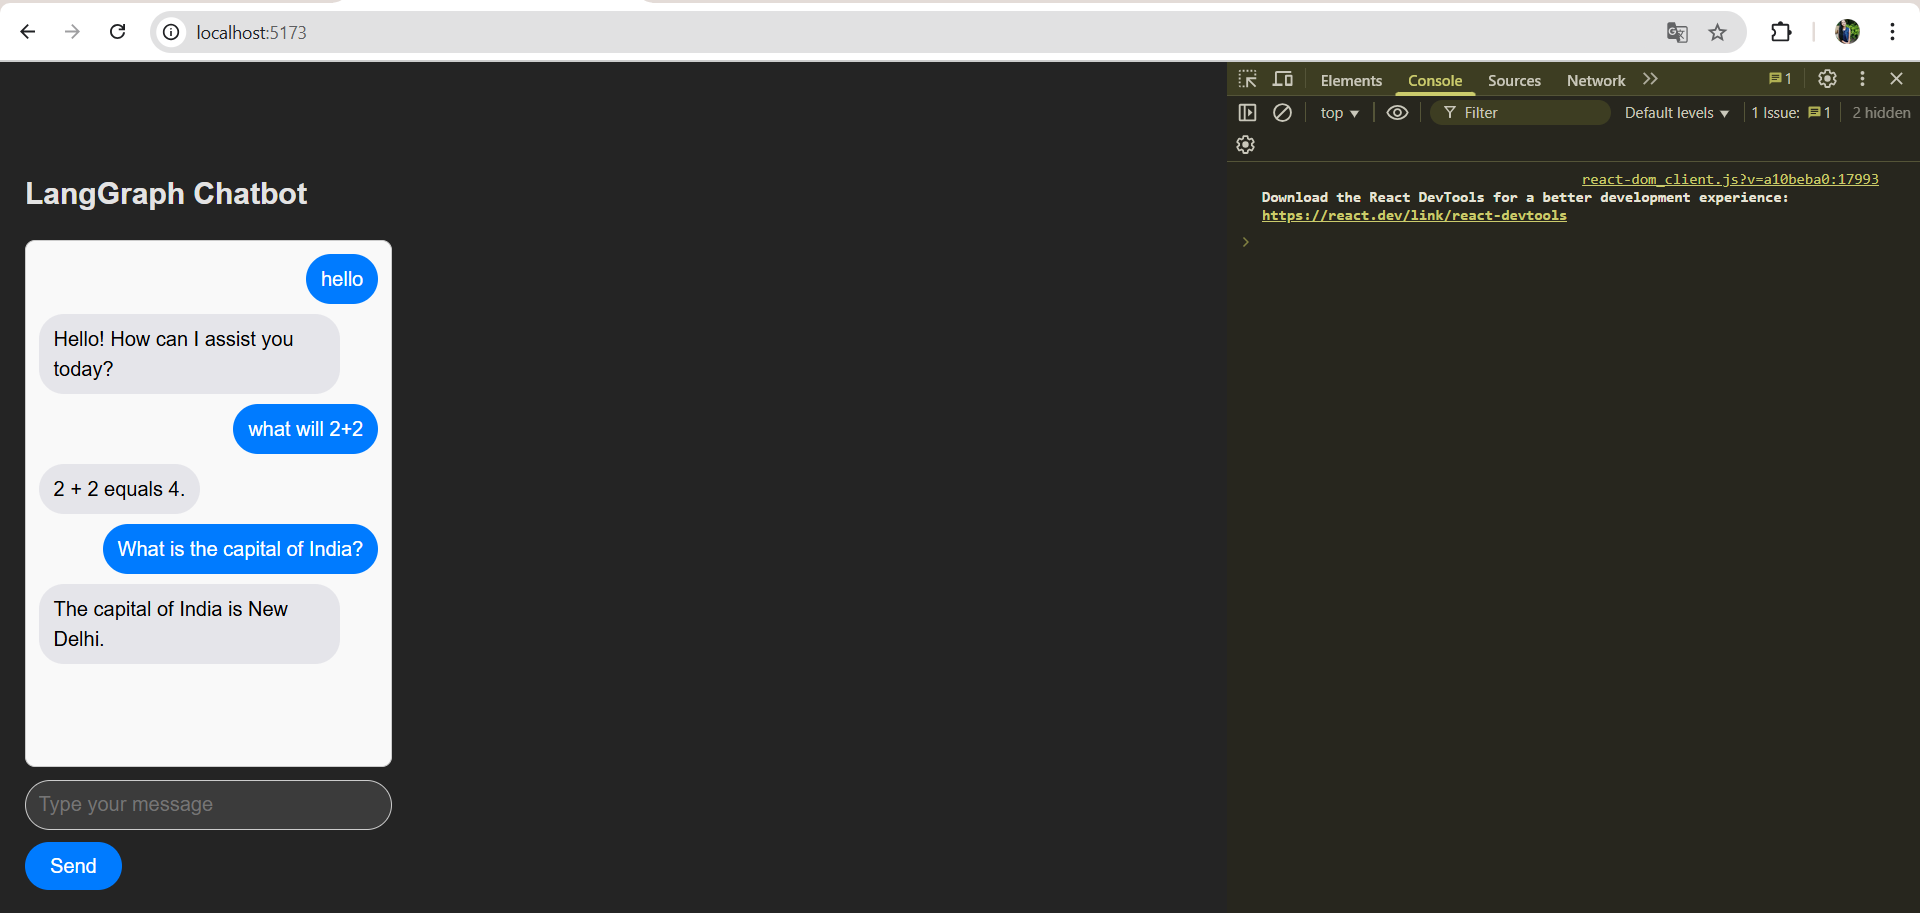 localhost:5173
Elements Console Sources Network 1
top Filter Default levels 1 Issue: 1 2 hidden
LangGraph Chatbot
hello
Hello! How can I assist you
today?
what will 2+2
2 + 2 equals 4.
What is the capital of India?
The capital of India is New
Delhi.
Type your message
Send
react-dom_client.js?v=a10beba0:17993
Download the React DevTools for a better development experience:
https://react.dev/link/react-devtools